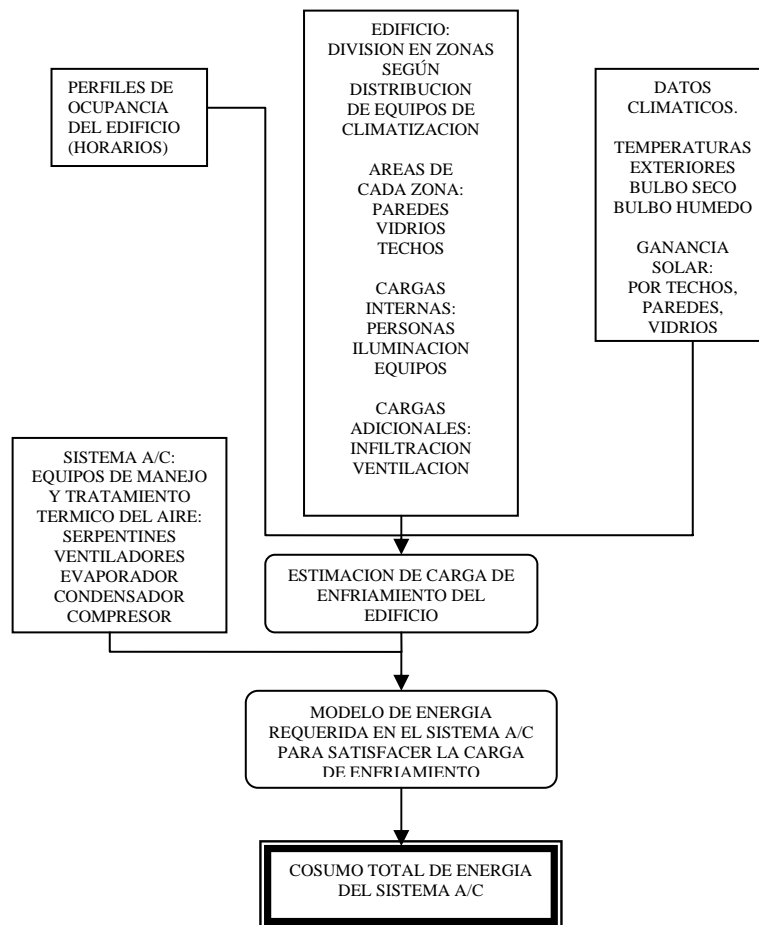 PERFILES DE
OCUPANCIA
DEL EDIFICIO
(HORARIOS)
EDIFICIO:
DIVISION EN ZONAS
SEGÚN
DISTRIBUCION
DE EQUIPOS DE
CLIMATIZACION
AREAS DE
CADA ZONA:
PAREDES
VIDRIOS
TECHOS
CARGAS
INTERNAS:
PERSONAS
ILUMINACION
EQUIPOS
CARGAS
ADICIONALES:
INFILTRACION
VENTILACION
DATOS
CLIMATICOS.
TEMPERATURAS
EXTERIORES
BULBO SECO
BULBO HUMEDO
GANANCIA
SOLAR:
POR TECHOS,
PAREDES,
VIDRIOS
SISTEMA A/C:
EQUIPOS DE MANEJO
Y TRATAMIENTO
TERMICO DEL AIRE:
SERPENTINES
VENTILADORES
EVAPORADOR
CONDENSADOR
COMPRESOR
ESTIMACION DE CARGA DE
ENFRIAMIENTO DEL
EDIFICIO
MODELO DE ENERGIA
REQUERIDA EN EL SISTEMA A/C
PARA SATISFACER LA CARGA
DE ENFRIAMIENTO
COSUMO TOTAL DE ENERGIA
DEL SISTEMA A/C